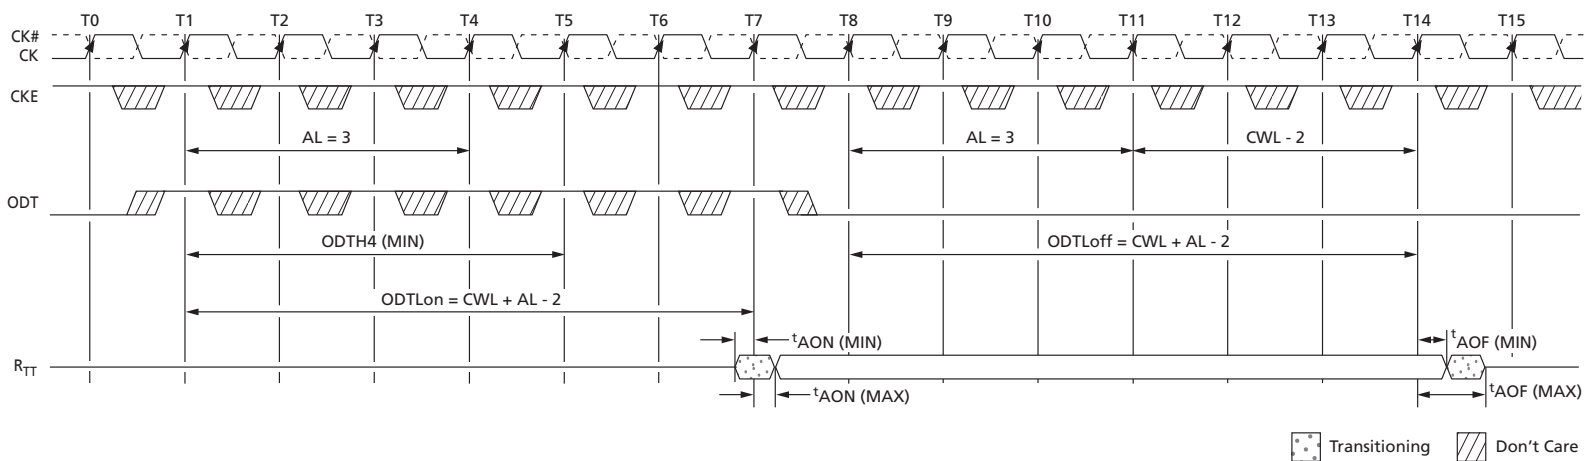 T0 T1 T2 T3 T4 T5 T6 T7 T8 T9 T10 T11 T12 T13 T14 T15
CK#
CK
CKE
AL = 3
AL = 3
CWL - 2
ODT
ODTH4 (MIN)
ODTLoff = CWL + AL - 2
ODTLon = CWL + AL - 2
tAON (MIN)
tAOF (MIN)
RTT
tAON (MAX)
tAOF (MAX)
Transitioning
Don't Care